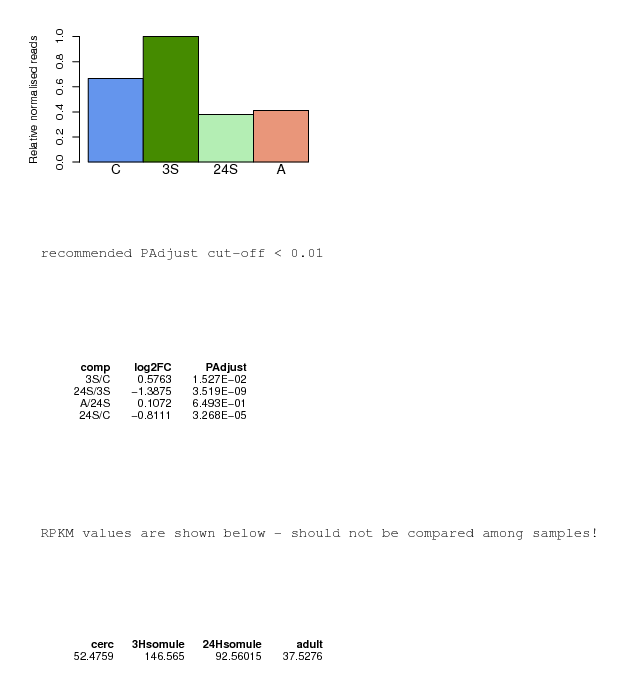 Relative normalised reads
1.0
0.8
0.6
0.4
0.2
0.0
C 3S 24S A
recommended PAdjust cut-off < 0.01
comp log2FC PAdjust
3S/C 0.5763 1.527E-02
24S/3S -1.3875 3.519E-09
A/24S 0.1072 6.493E-01
24S/C -0.8111 3.268E-05
RPKM values are shown below - should not be compared among samples!
cerc 3Hsomule 24Hsomule adult
52.4759 146.565 92.56015 37.5276